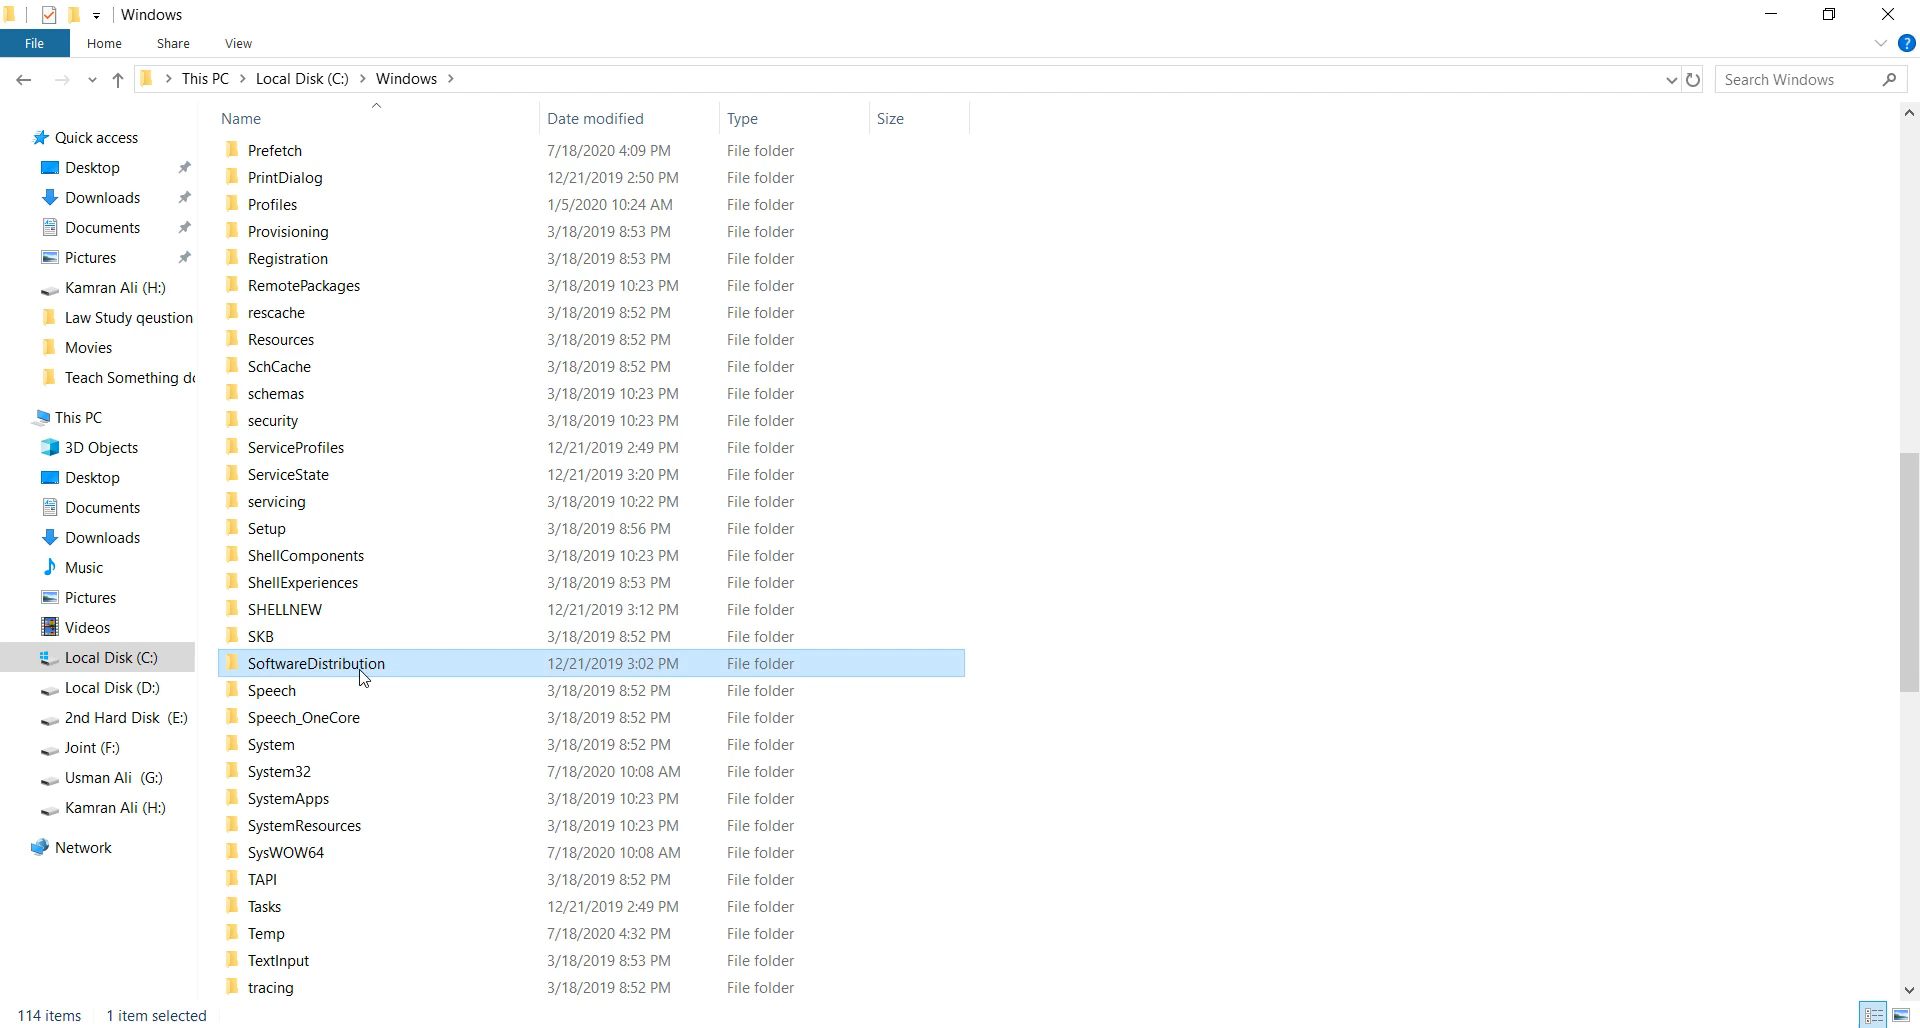 Windows
File Home Share View
This PC > Local Disk (C:) > Windows >
Search Windows
Name Date modified Type Size
Quick access
Desktop
Downloads
Documents
Pictures
Kamran Ali (H:)
Law Study qeustion
Movies
Teach Something d
This PC
3D Objects
Desktop
Documents
Downloads
Music
Pictures
Videos
Local Disk (C:)
Local Disk (D:)
2nd Hard Disk (E:)
Joint (F:)
Usman Ali (G:)
Kamran Ali (H:)
Network
Prefetch 7/18/2020 4:09 PM File folder
PrintDialog 12/21/2019 2:50 PM File folder
Profiles 1/5/2020 10:24 AM File folder
Provisioning 3/18/2019 8:53 PM File folder
Registration 3/18/2019 8:53 PM File folder
RemotePackages 3/18/2019 10:23 PM File folder
rescache 3/18/2019 8:52 PM File folder
Resources 3/18/2019 8:52 PM File folder
SchCache 3/18/2019 8:52 PM File folder
schemas 3/18/2019 10:23 PM File folder
security 3/18/2019 10:23 PM File folder
ServiceProfiles 12/21/2019 2:49 PM File folder
ServiceState 12/21/2019 3:20 PM File folder
servicing 3/18/2019 10:22 PM File folder
Setup 3/18/2019 8:56 PM File folder
ShellComponents 3/18/2019 10:23 PM File folder
ShellExperiences 3/18/2019 8:53 PM File folder
SHELLNEW 12/21/2019 3:12 PM File folder
SKB 3/18/2019 8:52 PM File folder
SoftwareDistribution 12/21/2019 3:02 PM File folder
Speech 3/18/2019 8:52 PM File folder
Speech_OneCore 3/18/2019 8:52 PM File folder
System 3/18/2019 8:52 PM File folder
System32 7/18/2020 10:08 AM File folder
SystemApps 3/18/2019 10:23 PM File folder
SystemResources 3/18/2019 10:23 PM File folder
SysWOW64 7/18/2020 10:08 AM File folder
TAPI 3/18/2019 8:52 PM File folder
Tasks 12/21/2019 2:49 PM File folder
Temp 7/18/2020 4:32 PM File folder
TextInput 3/18/2019 8:53 PM File folder
tracing 3/18/2019 8:52 PM File folder
114 items 1 item selected